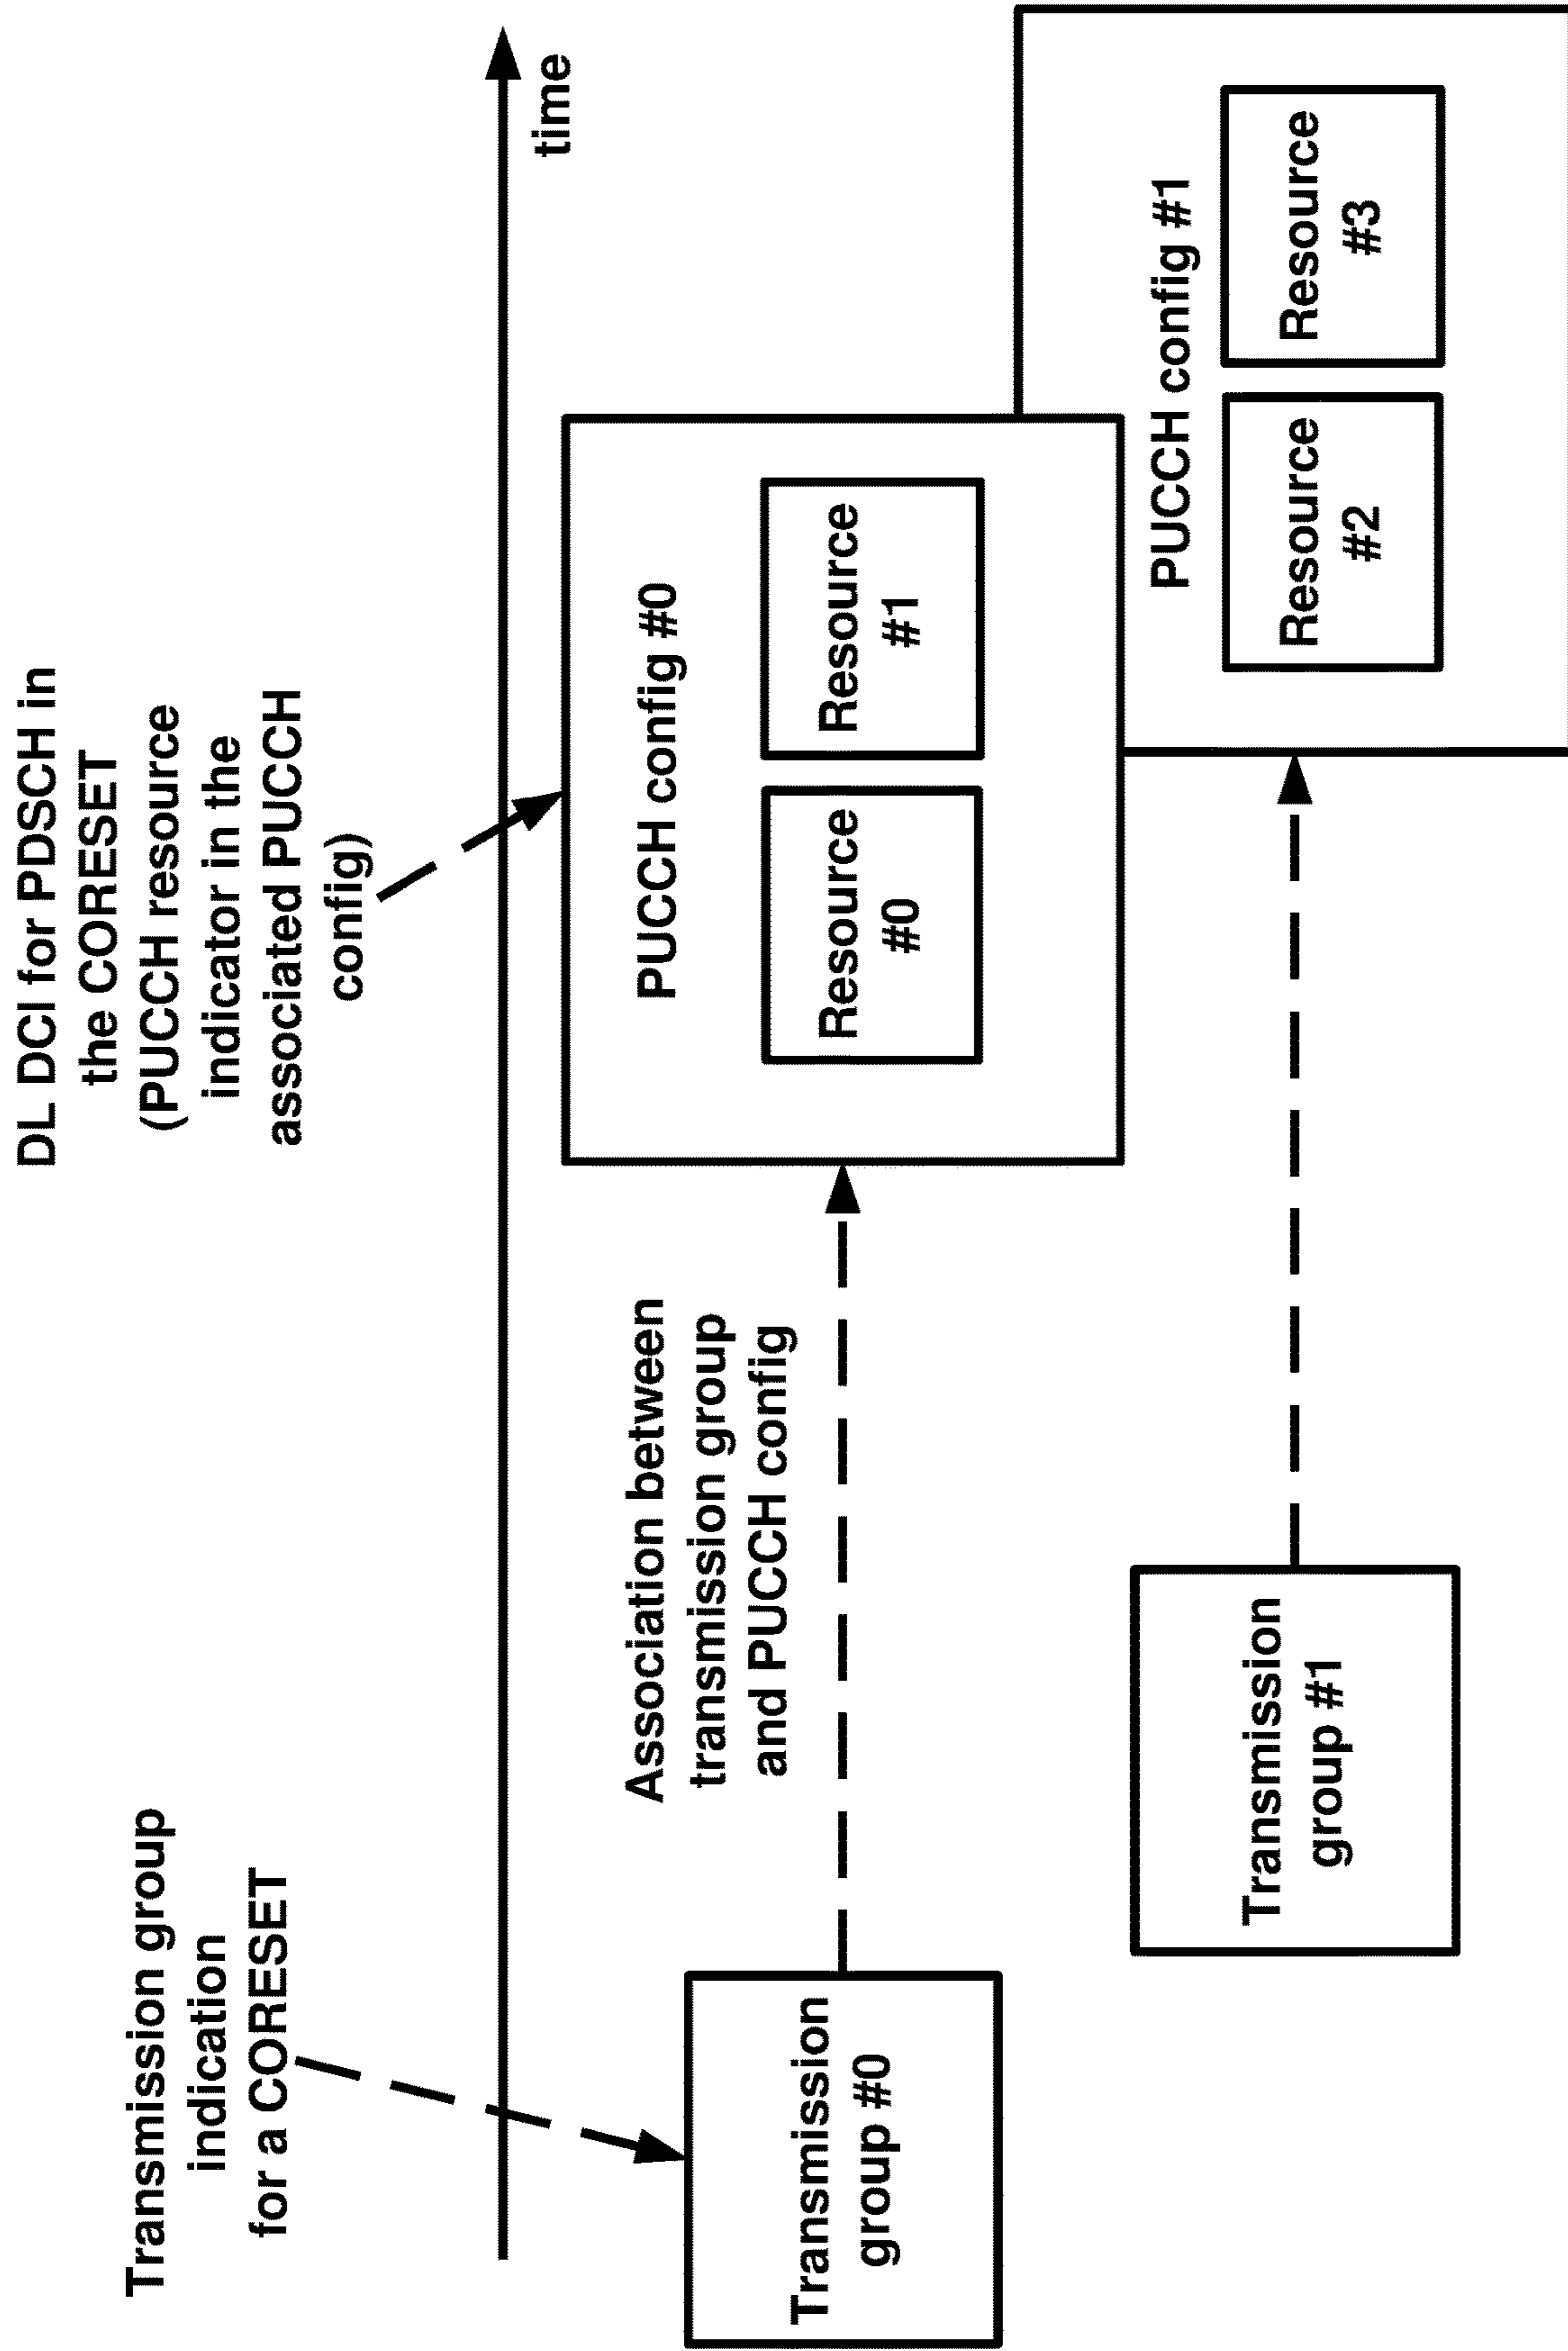 Transmission group
indication
for a CORESET
DL DCI for PDSCH in
the CORESET
(PUCCH resource
indicator in the
associated PUCCH
config)
time
Association between
transmission group
and PUCCH config
Transmission
group #0
PUCCH config #0
Resource
#0
Resource
#1
Transmission
group #1
PUCCH config #1
Resource
#2
Resource
#3